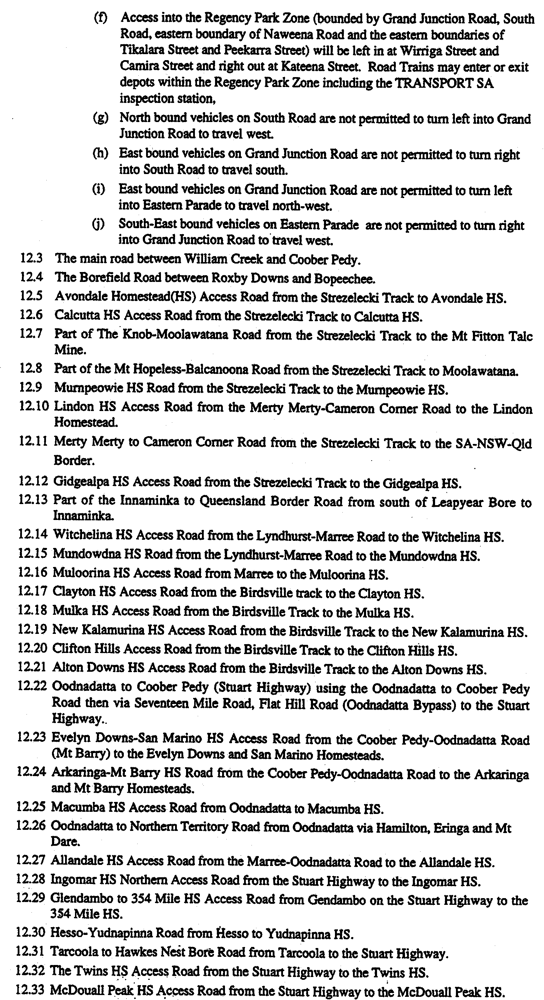 (f) Access into the Regency Park Zone (bounded by Grand Junction Road, South
Road, eastern boundary of Naweena Road and the eastern boundaries of
Tikalara Street and Peekarra Street) will be left in at Wirriga Street and
Camira Street and right out at Kateena Street. Road Trains may enter or exit
depots within the Regency Park Zone including the TRANSPORT SA
inspection station,
(g) North bound vehicles on South Road are not permitted to turn left into Grand
Junction Road to travel west.
(h) East bound vehicles on Grand Junction Road are not permitted to turn right
into South Road to travel south.
(i) East bound vehicles on Grand Junction Road are not permitted to turn left
into Eastern Parade to travel north-west.
(j) South-East bound vehicles on Eastern Parade are not permitted to turn right
into Grand Junction Road to travel west.
12.3 The main road between William Creek and Coober Pedy.
12.4 The Borefield Road between Roxby Downs and Bopeechee.
12.5 Avondale Homestead(HS) Access Road from the Strezelecki Track to Avondale HS.
12.6 Calcutta HS Access Road from the Strezelecki Track to Calcutta HS.
12.7 Part of The Knob-Moolawatana Road from the Strezelecki Track to the Mt Fitton Talc
Mine.
12.8 Part of the Mt Hopeless-Balcanoona Road from the Strezelecki Track to Moolawatana.
12.9 Murnpeowie HS Road from the Strezelecki Track to the Murnpeowie HS.
12.10 Lindon HS Access Road from the Merty Merty-Cameron Corner Road to the Lindon
Homestead.
12.11 Merty Merty to Cameron Corner Road from the Strezelecki Track to the SA-NSW-Qld
Border.
12.12 Gidgealpa HS Access Road from the Strezelecki Track to the Gidgealpa HS.
12.13 Part of the Innaminka to Queensland Border Road from south of Leapyear Bore to
Innaminka.
12.14 Witchelina HS Access Road from the Lyndhurst-Marree Road to the Witchelina HS.
12.15 Mundowdna HS Road from the Lyndhurst-Marree Road to the Mundowdna HS.
12.16 Muloorina HS Access Road from Marree to the Muloorina HS.
12.17 Clayton HS Access Road from the Birdsville track to the Clayton HS.
12.18 Mulka HS Access Road from the Birdsville Track to the Mulka HS.
12.19 New Kalamurina HS Access Road from the Birdsville Track to the New Kalamurina HS.
12.20 Clifton Hills Access Road from the Birdsville Track to the Clifton Hills HS.
12.21 Alton Downs HS Access Road from the Birdsville Track to the Alton Downs HS.
12.22 Oodnadatta to Coober Pedy (Stuart Highway) using the Oodnadatta to Coober Pedy
Road then via Seventeen Mile Road, Flat Hill Road (Oodnadatta Bypass) to the Stuart
Highway..
12.23 Evelyn Downs-San Marino HS Access Road from the Coober Pedy-Oodnadatta Road
(Mt Barry) to the Evelyn Downs and San Marino Homesteads.
12.24 Arkaringa-Mt Barry HS Road from the Coober Pedy-Oodnadatta Road to the Arkaringa
and Mt Barry Homesteads.
12.25 Macumba HS Access Road from Oodnadatta to Macumba HS.
12.26 Oodnadatta to Northern Territory Road from Oodnadatta via Hamilton, Eringa and Mt
Dare.
12.27 Allandale HS Access Road from the Marree-Oodnadatta Road to the Allandale HS.
12.28 Ingomar HS Northern Access Road from the Stuart Highway to the Ingomar HS.
12.29 Glendambo to 354 Mile HS Access Road from Gendambo on the Stuart Highway to the
354 Mile HS.
12.30 Hesso-Yudnapinna Road from Hesso to Yudnapinna HS.
12.31 Tarcoola to Hawkes Nest Bore Road from Tarcoola to the Stuart Highway.
12.32 The Twins HS Access Road from the Stuart Highway to the Twins HS.
12.33 McDouall Peak HS Access Road from the Stuart Highway to the McDouall Peak HS.